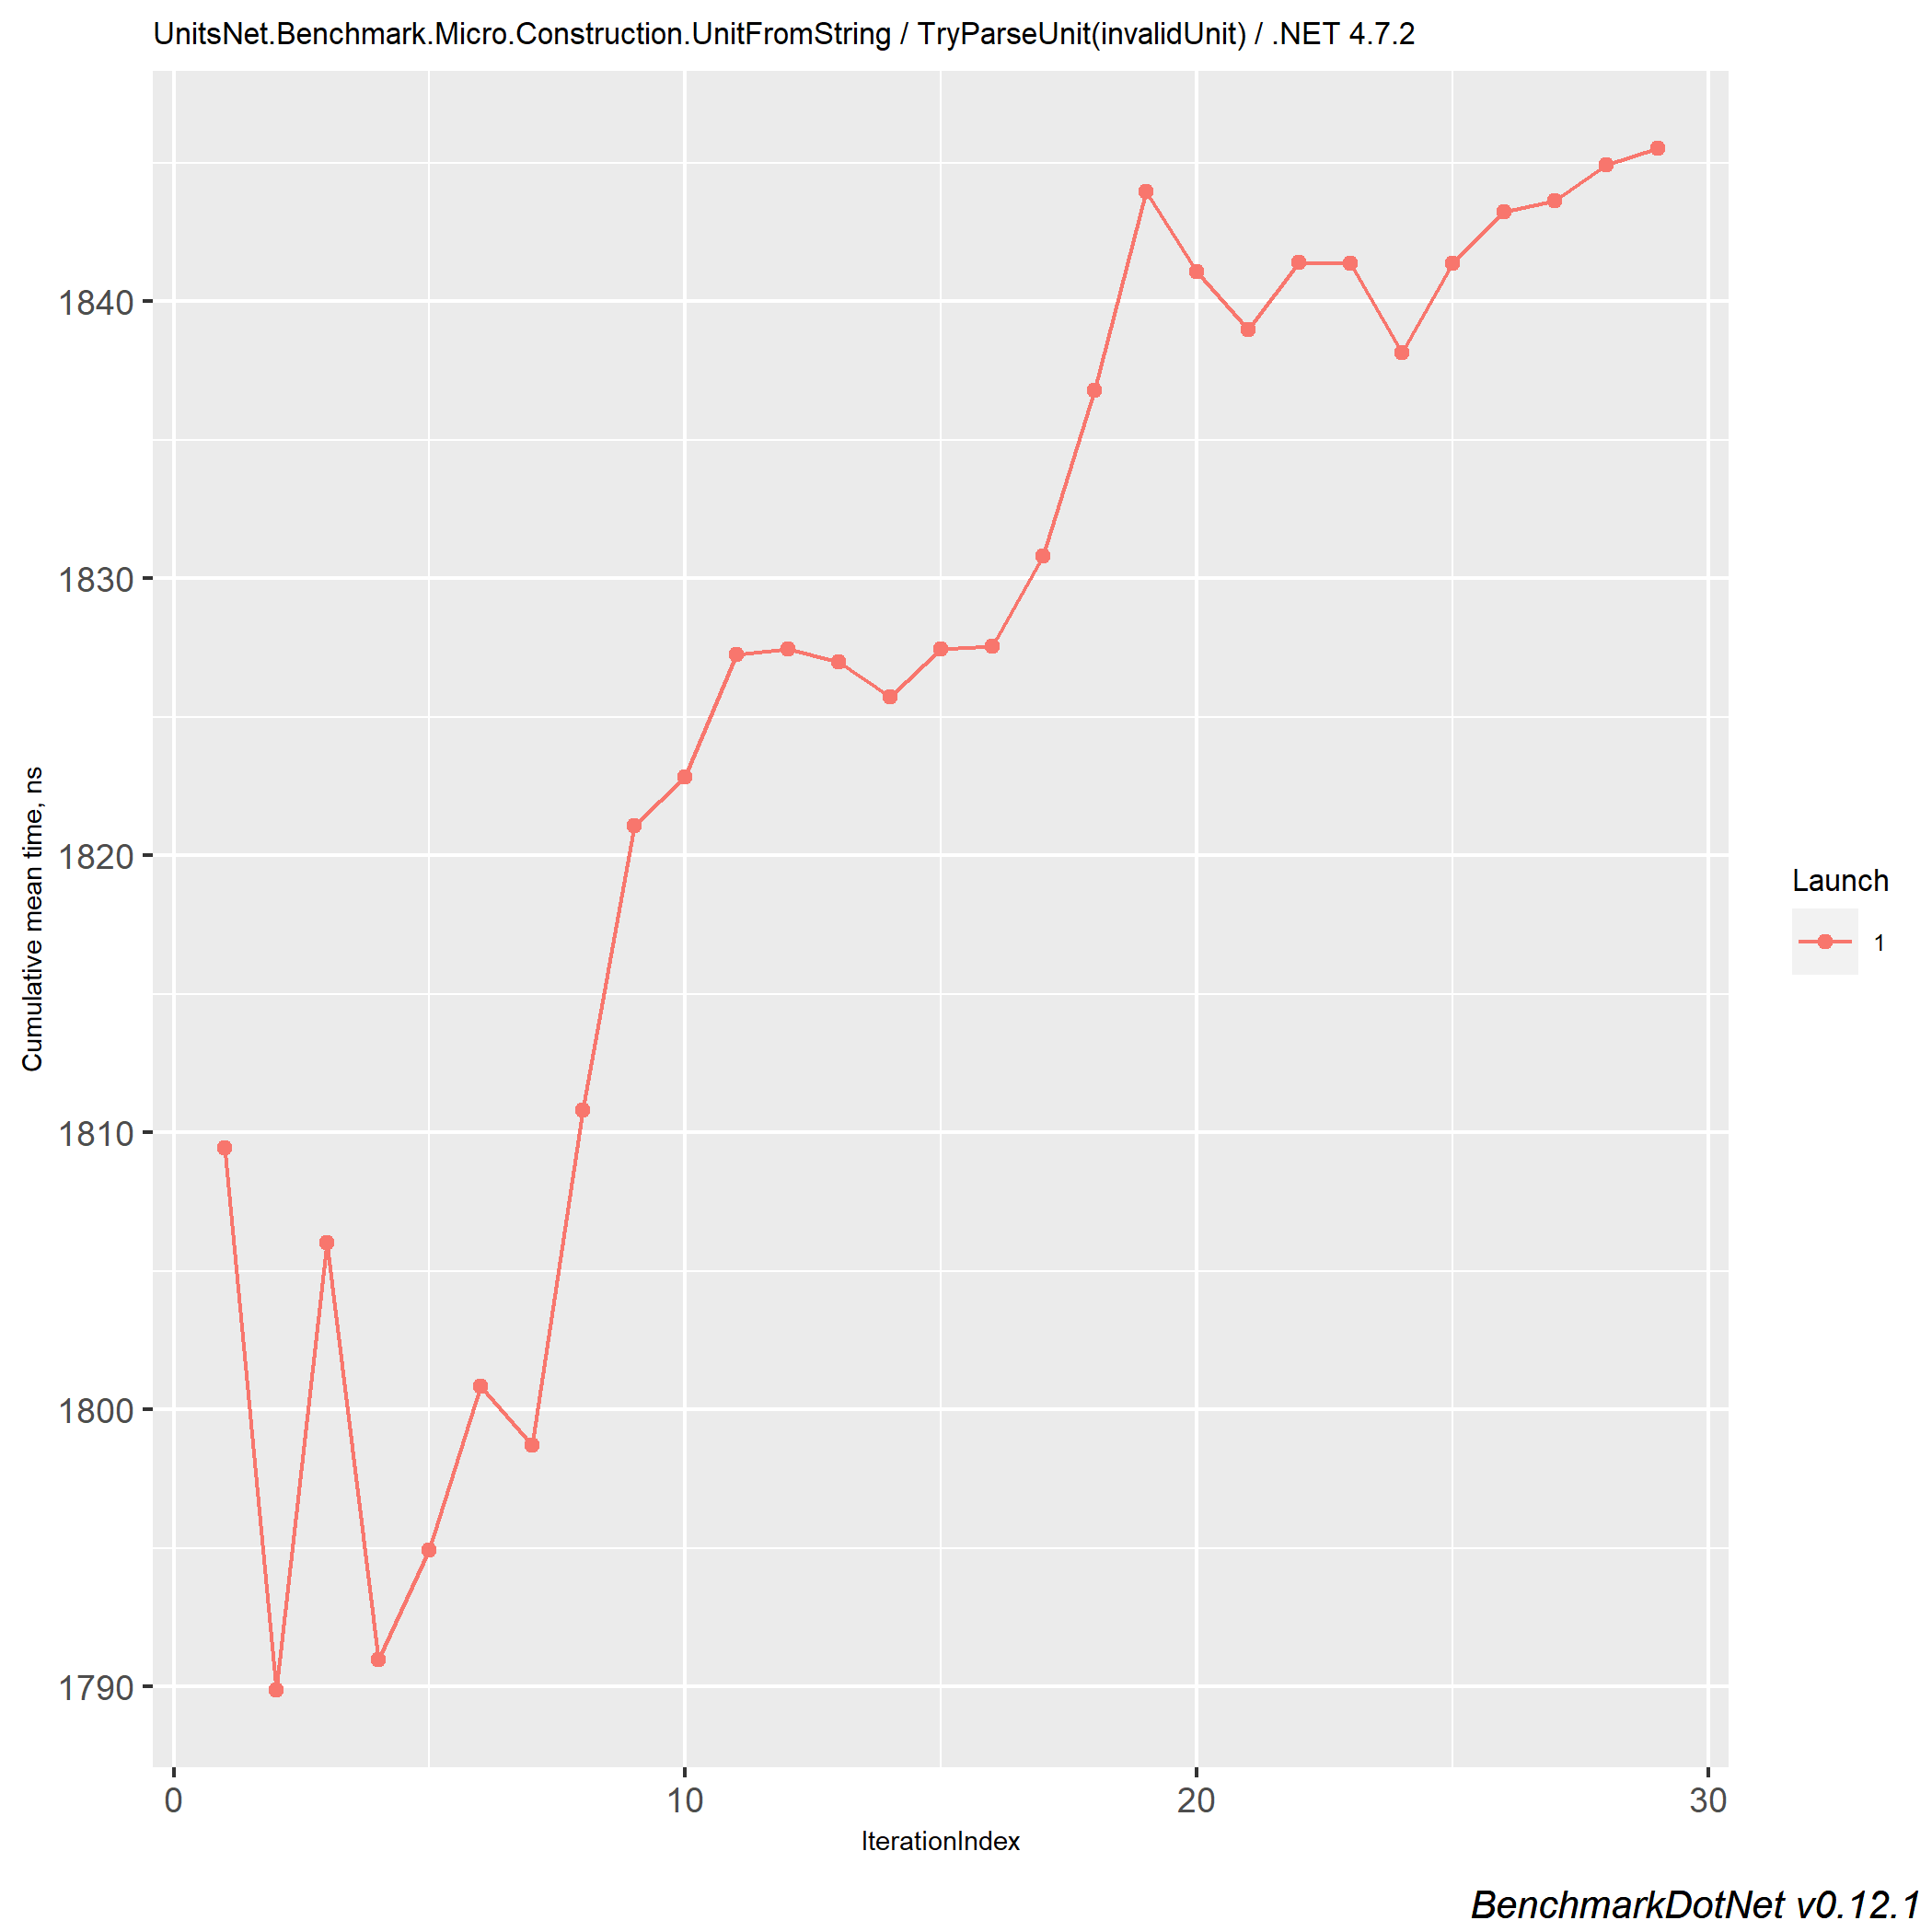 UnitsNet.Benchmark.Micro.Construction.UnitFromString / TryParseUnit(invalidUnit) / .NET 4.7.2
Cumulative mean time, ns
1840
1830
1820
1810
1800
1790
0 10 20 30
IterationIndex
Launch
1
BenchmarkDotNet v0.12.1